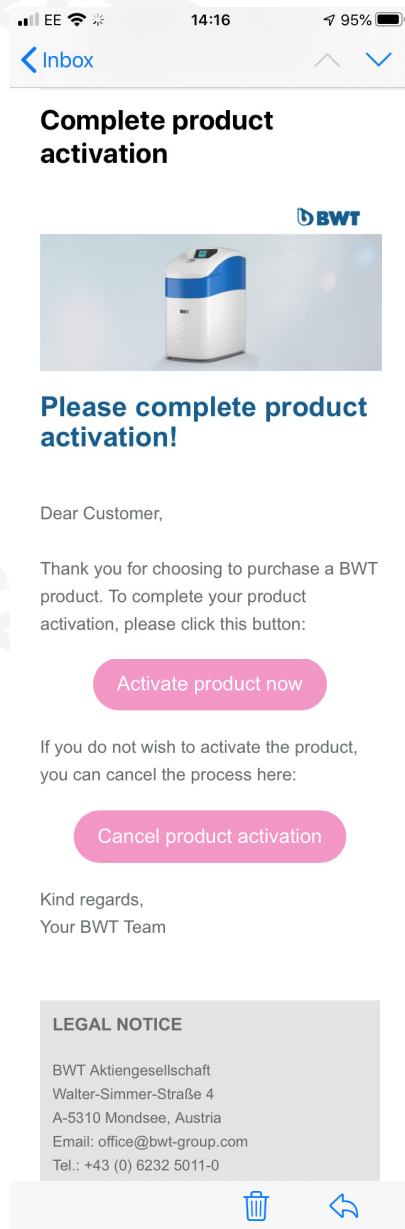 EE 14:16 95%
Inbox
Complete product
activation
BWT
BWT
Please complete product
activation!
Dear Customer,
Thank you for choosing to purchase a BWT
product. To complete your product
activation, please click this button:
Activate product now
If you do not wish to activate the product,
you can cancel the process here:
Cancel product activation
Kind regards,
Your BWT Team
LEGAL NOTICE
BWT Aktiengesellschaft
Walter-Simmer-Straße 4
A-5310 Mondsee, Austria
Email: office@bwt-group.com
Tel.: +43 (0) 6232 5011-0